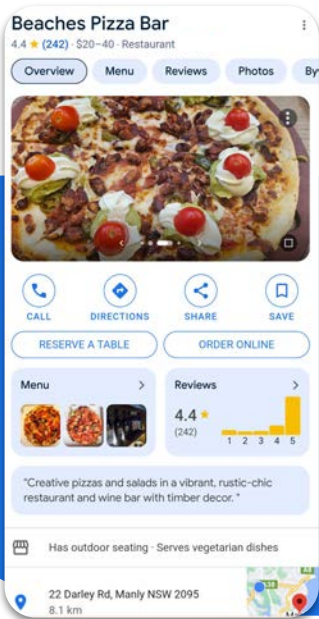 Beaches Pizza Bar
4.4 ★ (242) · $20–40 · Restaurant
Overview Menu Reviews Photos By
CALL DIRECTIONS SHARE SAVE
RESERVE A TABLE ORDER ONLINE
Menu > Reviews >
4.4 ★
(242)
1 2 3 4 5
"Creative pizzas and salads in a vibrant, rustic-chic
restaurant and wine bar with timber decor. "
Has outdoor seating · Serves vegetarian dishes
22 Darley Rd, Manly NSW 2095
8.1 km